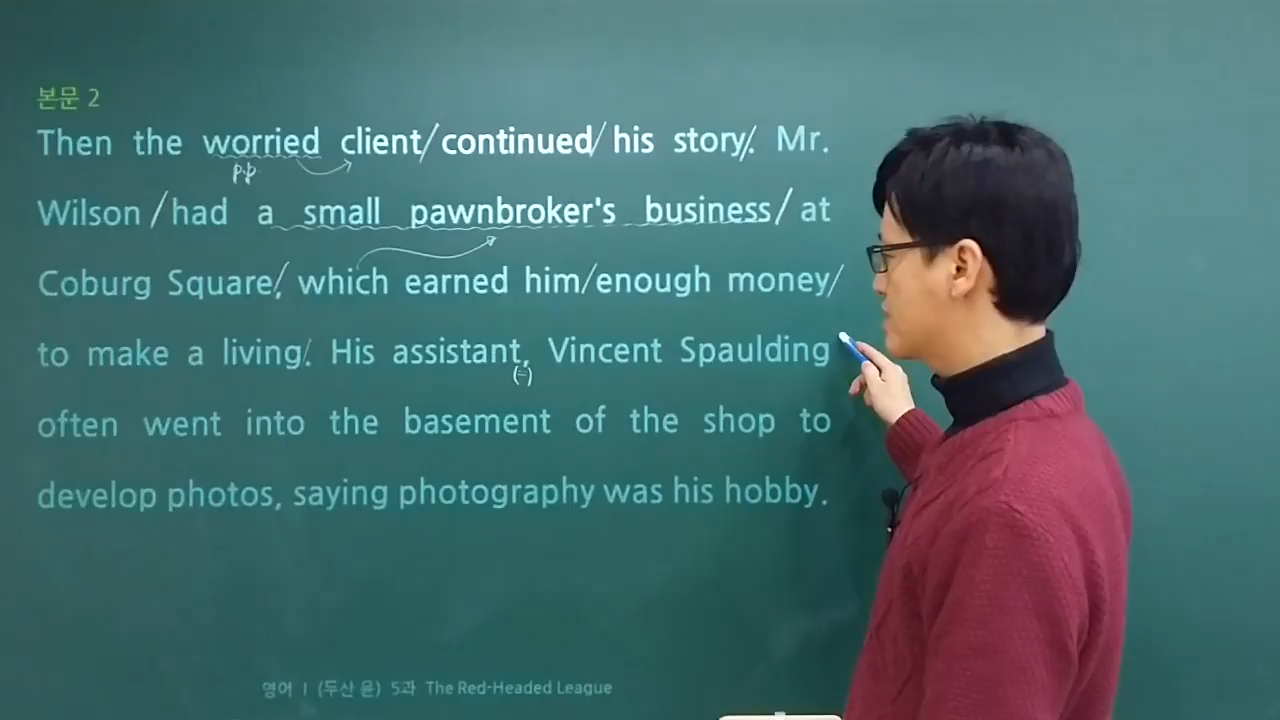 본문 2
Then the worried client/continued/his story/. Mr.
p.p
Wilson/had a small pawnbroker's business/at
Coburg Square/, which earned him/enough money/
to make a living/. His assistant, Vincent Spaulding
(=)
often went into the basement of the shop to
develop photos, saying photography was his hobby.
영어 I (두산 윤) 5과 The Red-Headed League